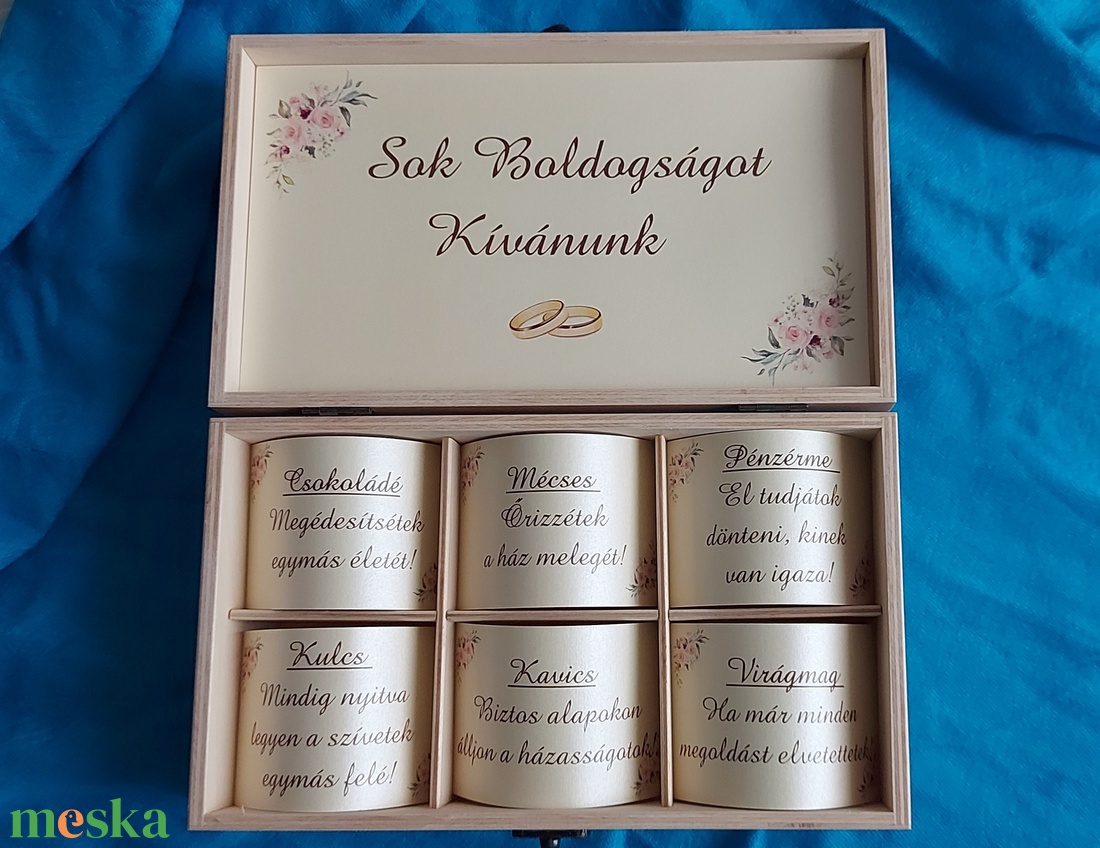 Sok Boldogságot
Kívánunk
Csokoládé
Megédesítsétek
egymás életét!
Mécses
Őrizzétek
a ház melegét!
Pénzérme
El tudjátok
dönteni, kinek
van igaza!
Kulcs
Mindig nyitva
legyen a szívetek
egymás felé!
Kavics
Biztos alapokon
álljon a házasságotok!
Virágmag
Ha már minden
megoldást elvetettetek!
meska